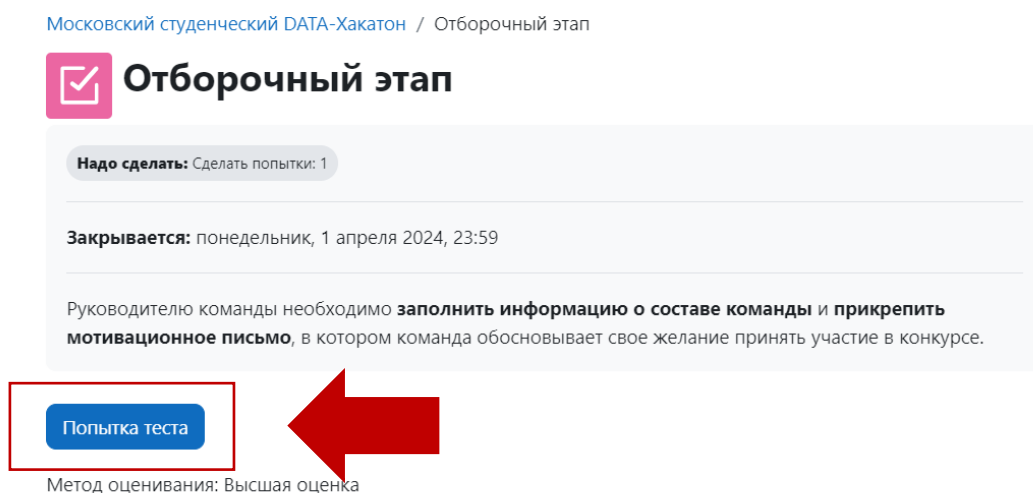 Московский студенческий DATA-Хакатон / Отборочный этап
Отборочный этап
Надо сделать: Сделать попытки: 1
Закрывается: понедельник, 1 апреля 2024, 23:59
Руководителю команды необходимо заполнить информацию о составе команды и прикрепить
мотивационное письмо, в котором команда обосновывает свое желание принять участие в конкурсе.
Попытка теста
Метод оценивания: Высшая оценка